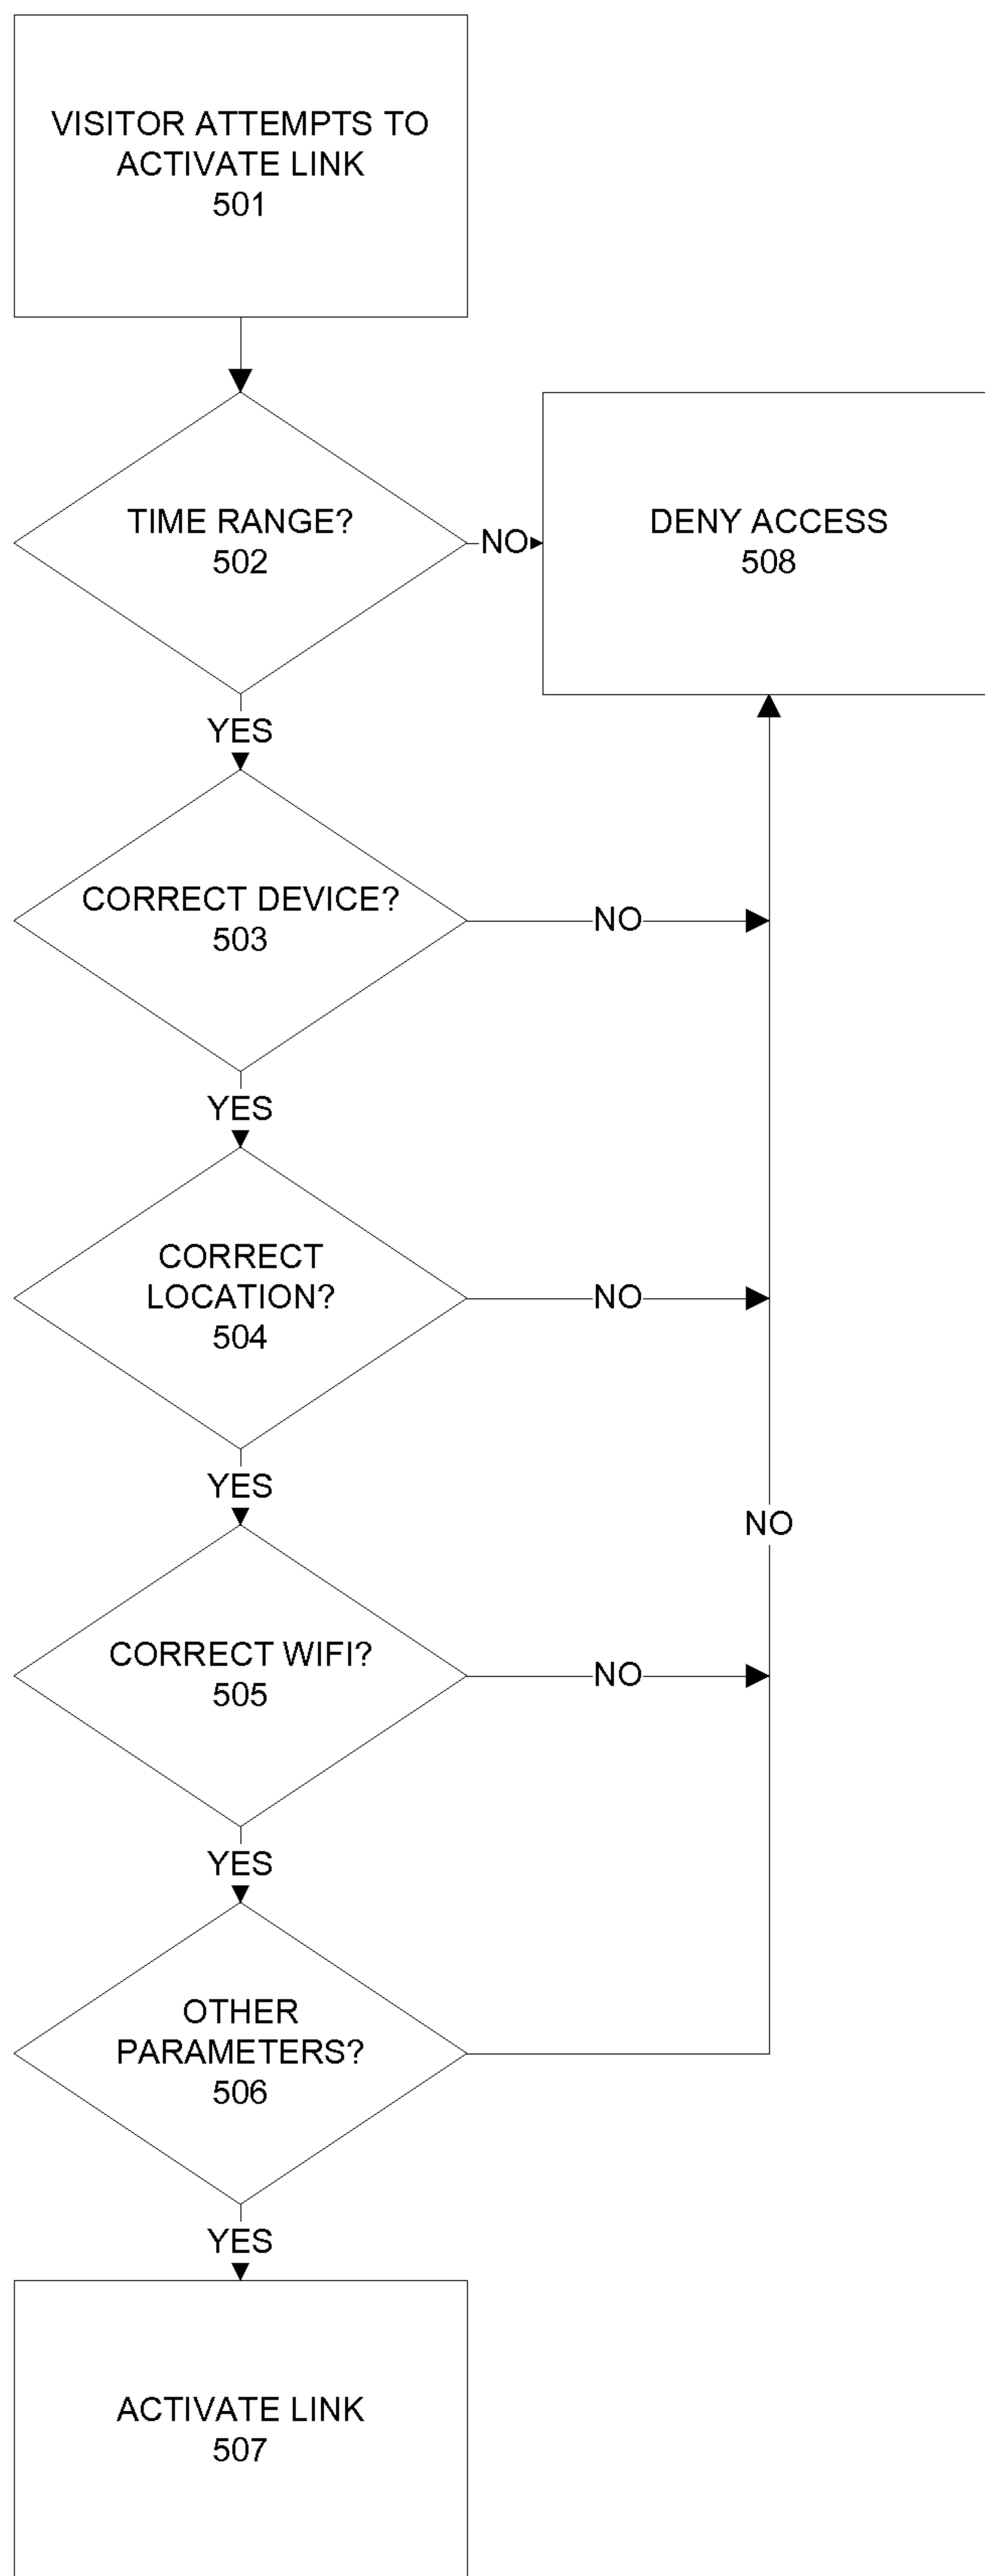 VISITOR ATTEMPTS TO
ACTIVATE LINK
501
TIME RANGE?
502
NO
DENY ACCESS
508
YES
CORRECT DEVICE?
503
NO
YES
CORRECT
LOCATION?
504
NO
YES
NO
CORRECT WIFI?
505
NO
YES
OTHER
PARAMETERS?
506
YES
ACTIVATE LINK
507